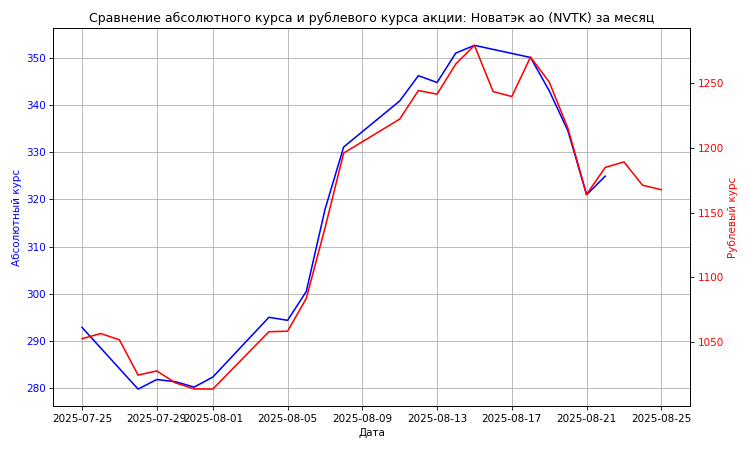 Сравнение абсолютного курса и рублевого курса акции: Новатэк ао (NVTK) за месяц
Абсолютный курс
350
340
330
320
310
300
290
280
1250
1200
1150
1100
1050
Рублевый курс
2025-07-25 2025-07-29 2025-08-01 2025-08-05 2025-08-09 2025-08-13 2025-08-17 2025-08-21 2025-08-25
Дата